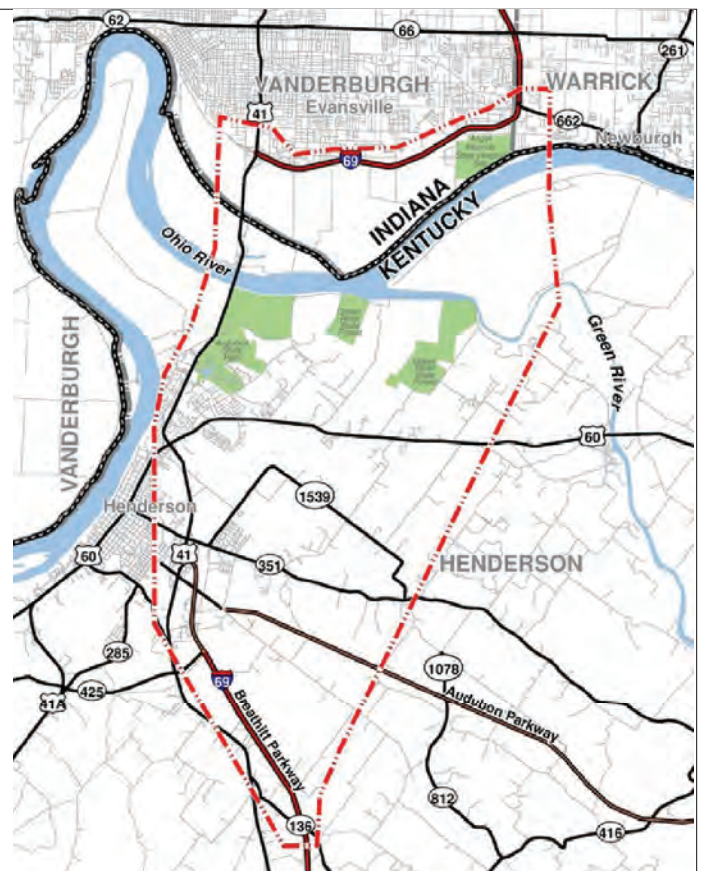 62
66
261
VANDERBURGH
Evansville
WARRICK
41
662
Newburgh
69
INDIANA
KENTUCKY
Ohio River
Green River
VANDERBURGH
60
Henderson
1539
60
41
351
HENDERSON
285
1078
69
425
41A
Breathitt Parkway
Audubon Parkway
812
136
416